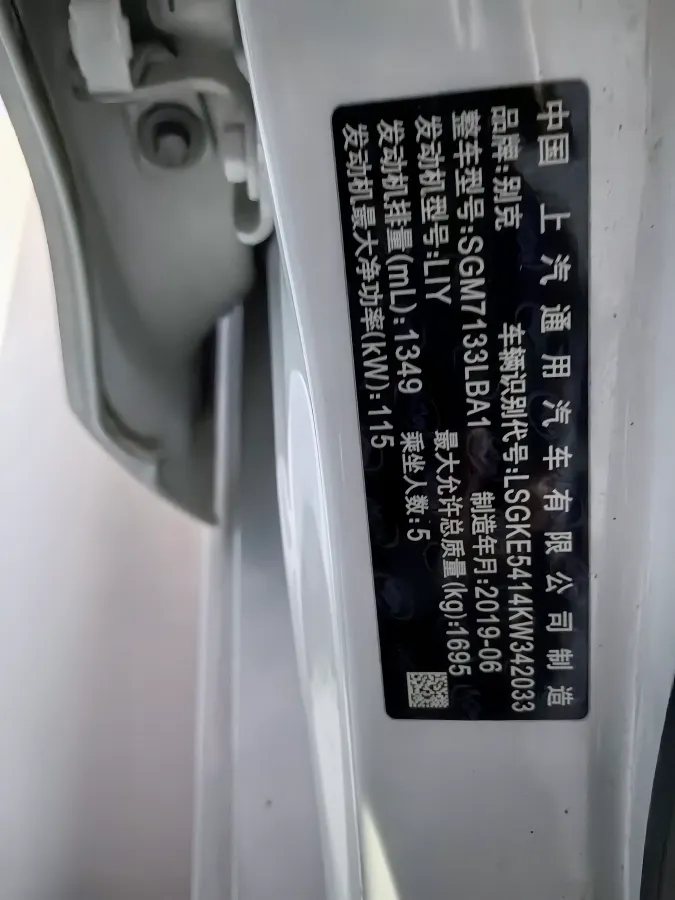 中国 上汽通用汽车有限公司制造
品牌:别克 车辆识别代号:LSGKE5414KW342033
整车型号:SGM7133LBA1 制造年月:2019-06
发动机型号:LIY 最大允许总质量(kg):1695
发动机排量(mL):1349 乘坐人数:5
发动机最大净功率(kW):115